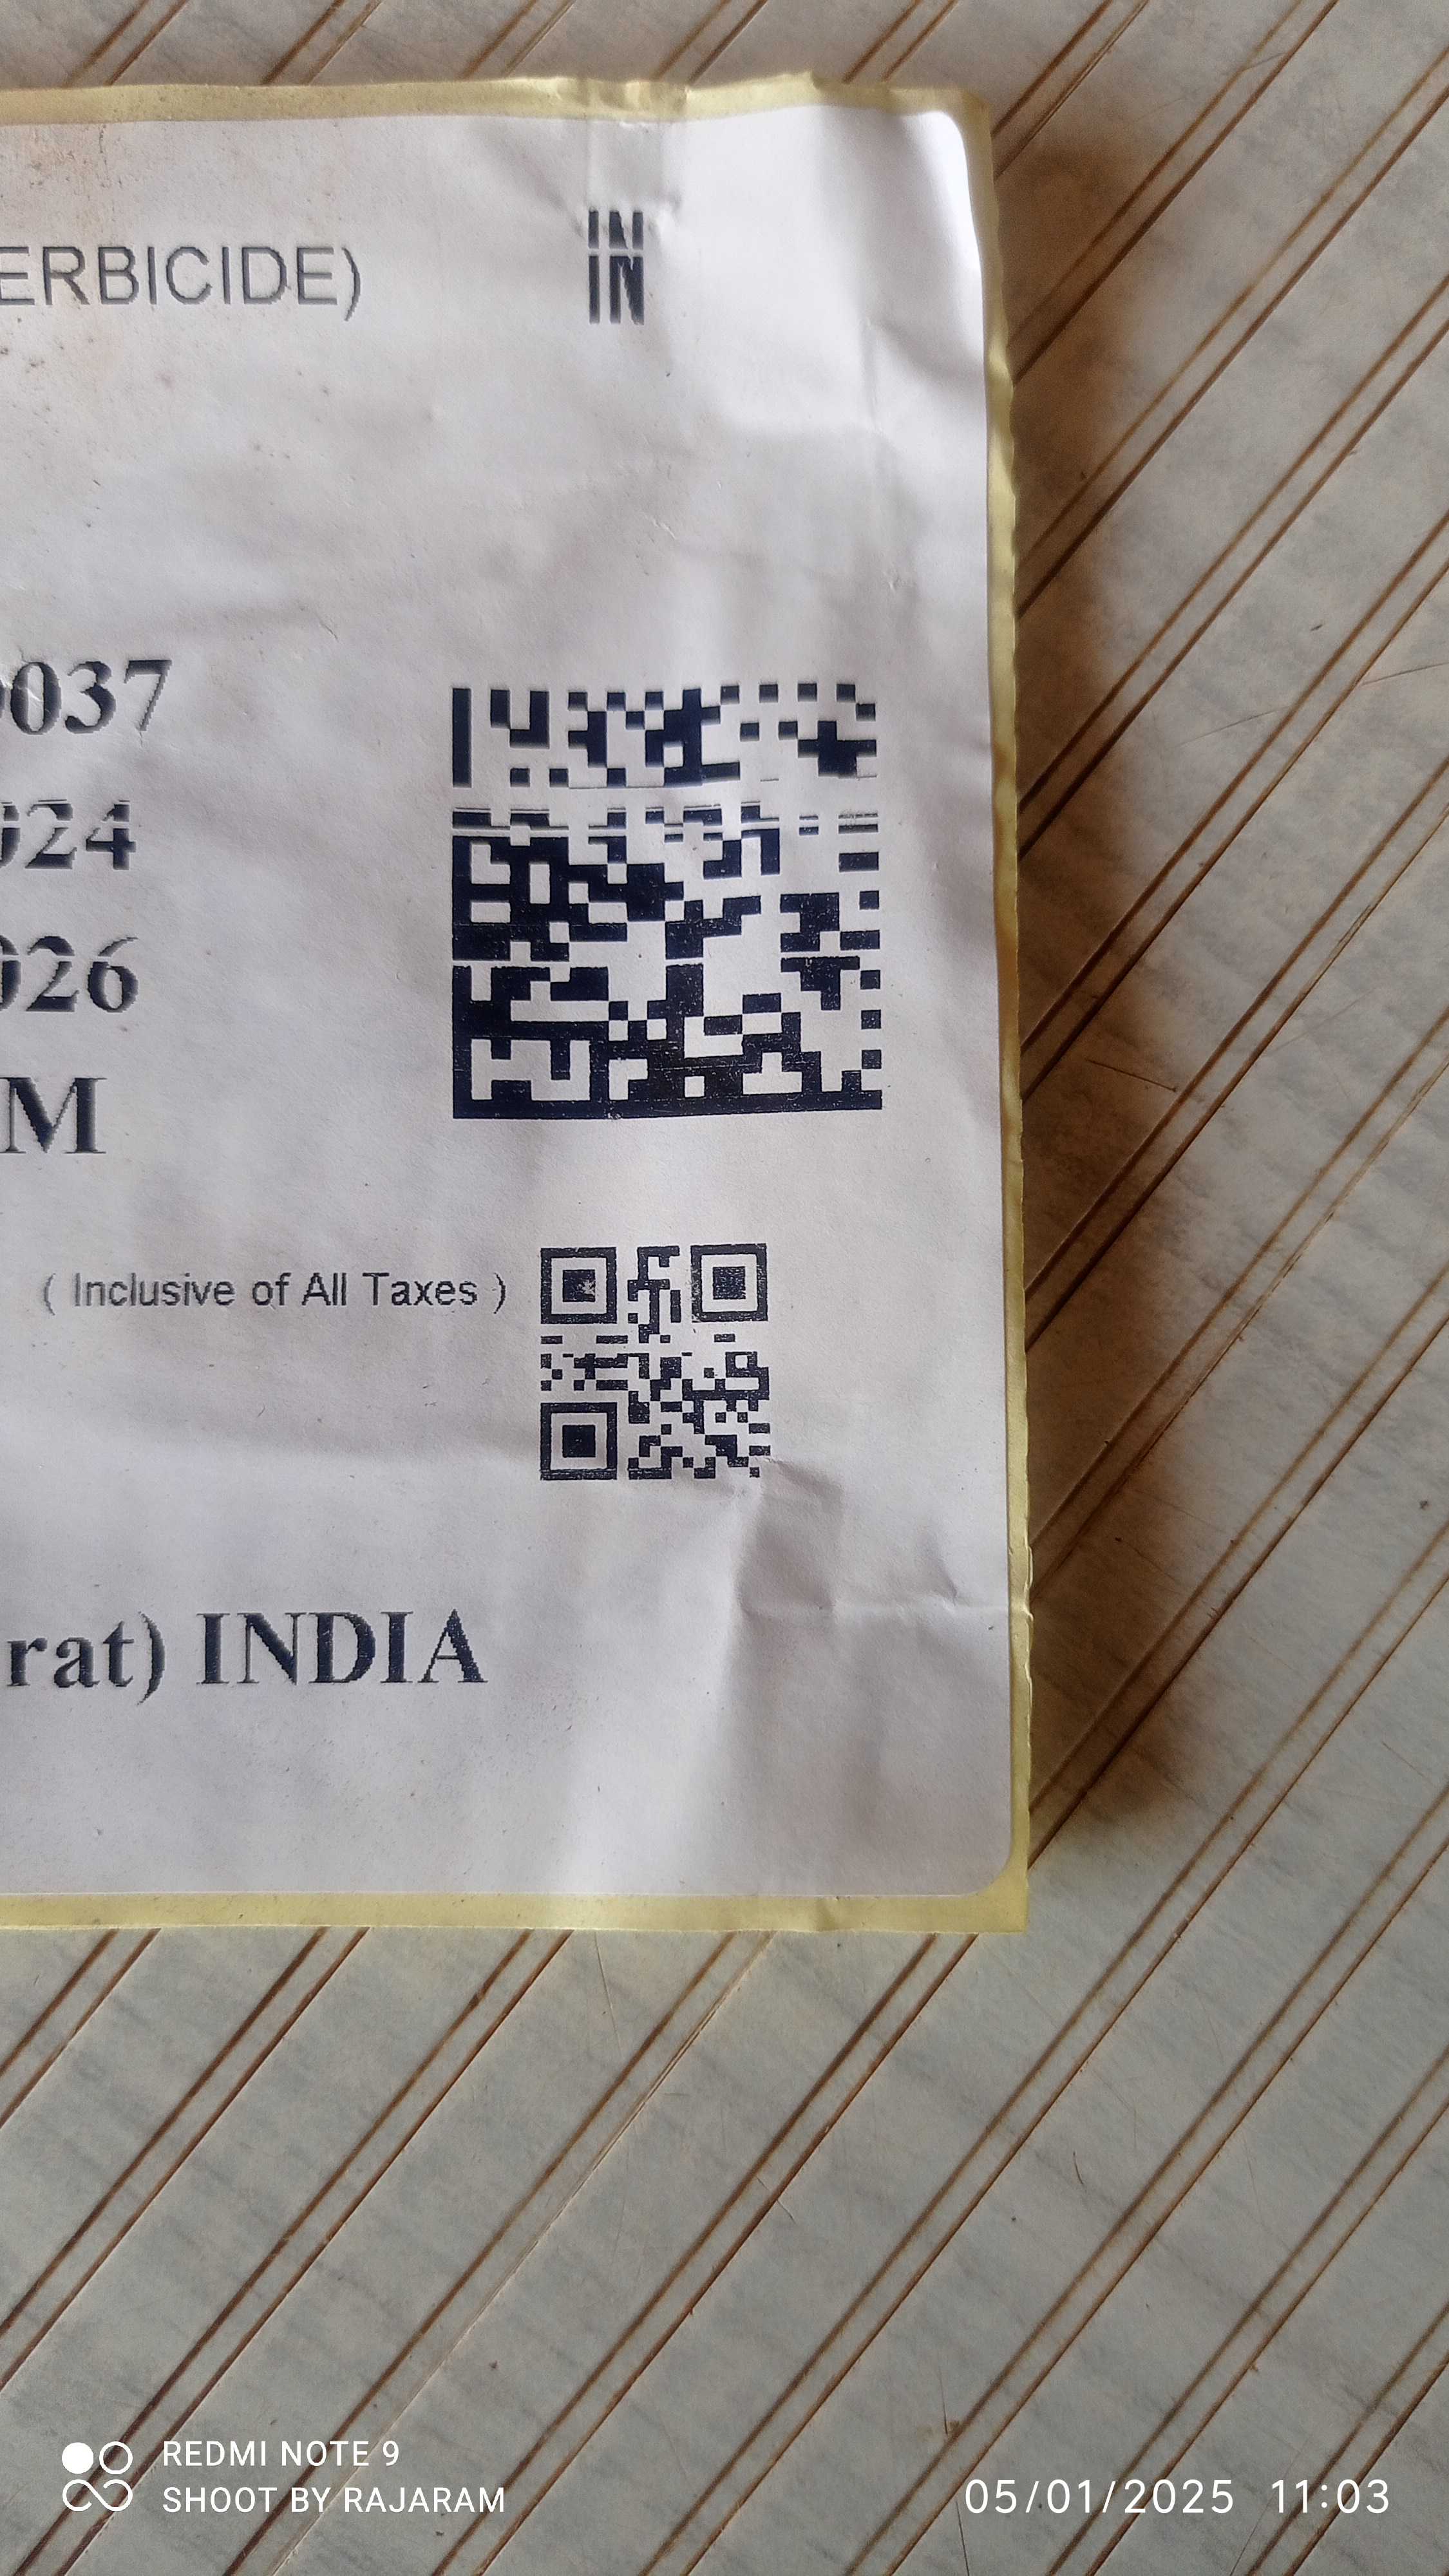 IN
ERBICIDE) IN
0037
024
026
M
( Inclusive of All Taxes )
rat) INDIA
REDMI NOTE 9
SHOOT BY RAJARAM
05/01/2025 11:03